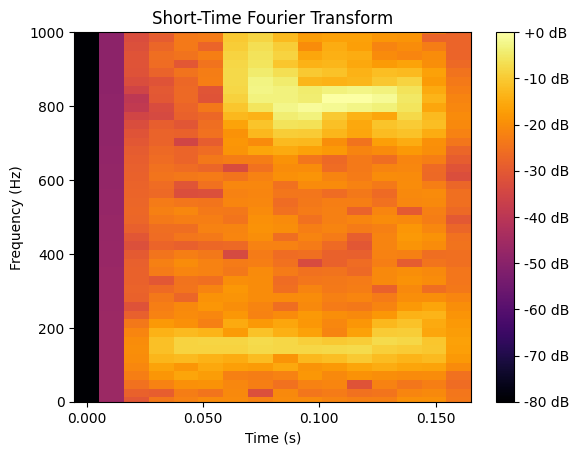 Short-Time Fourier Transform
Frequency (Hz)
1000
800
600
400
200
0
0.000 0.050 0.100 0.150
Time (s)
+0 dB
-10 dB
-20 dB
-30 dB
-40 dB
-50 dB
-60 dB
-70 dB
-80 dB